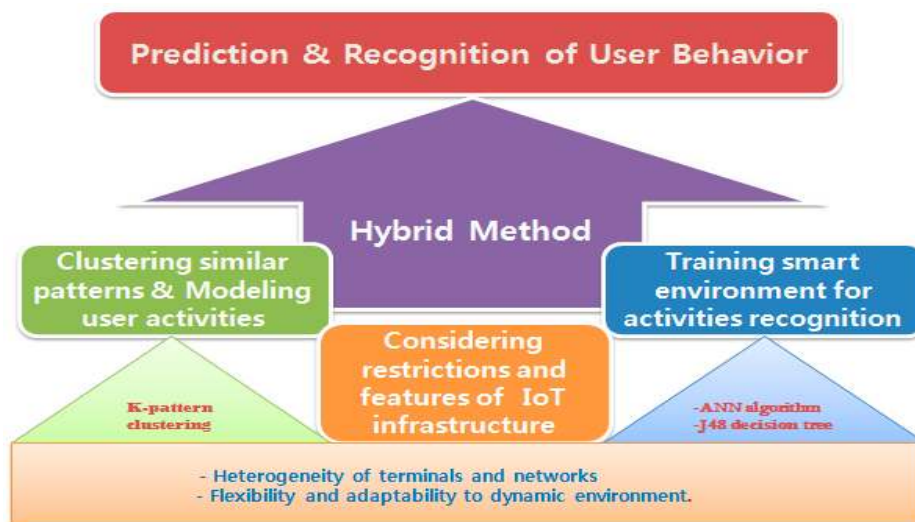 Prediction & Recognition of User Behavior
Hybrid Method
Clustering similar
patterns & Modeling
user activities
Training smart
environment for
activities recognition
Considering
restrictions and
features of IoT
infrastructure
K-pattern
clustering
-ANN algorithm
-J48 decision tree
- Heterogeneity of terminals and networks
- Flexibility and adaptability to dynamic environment.